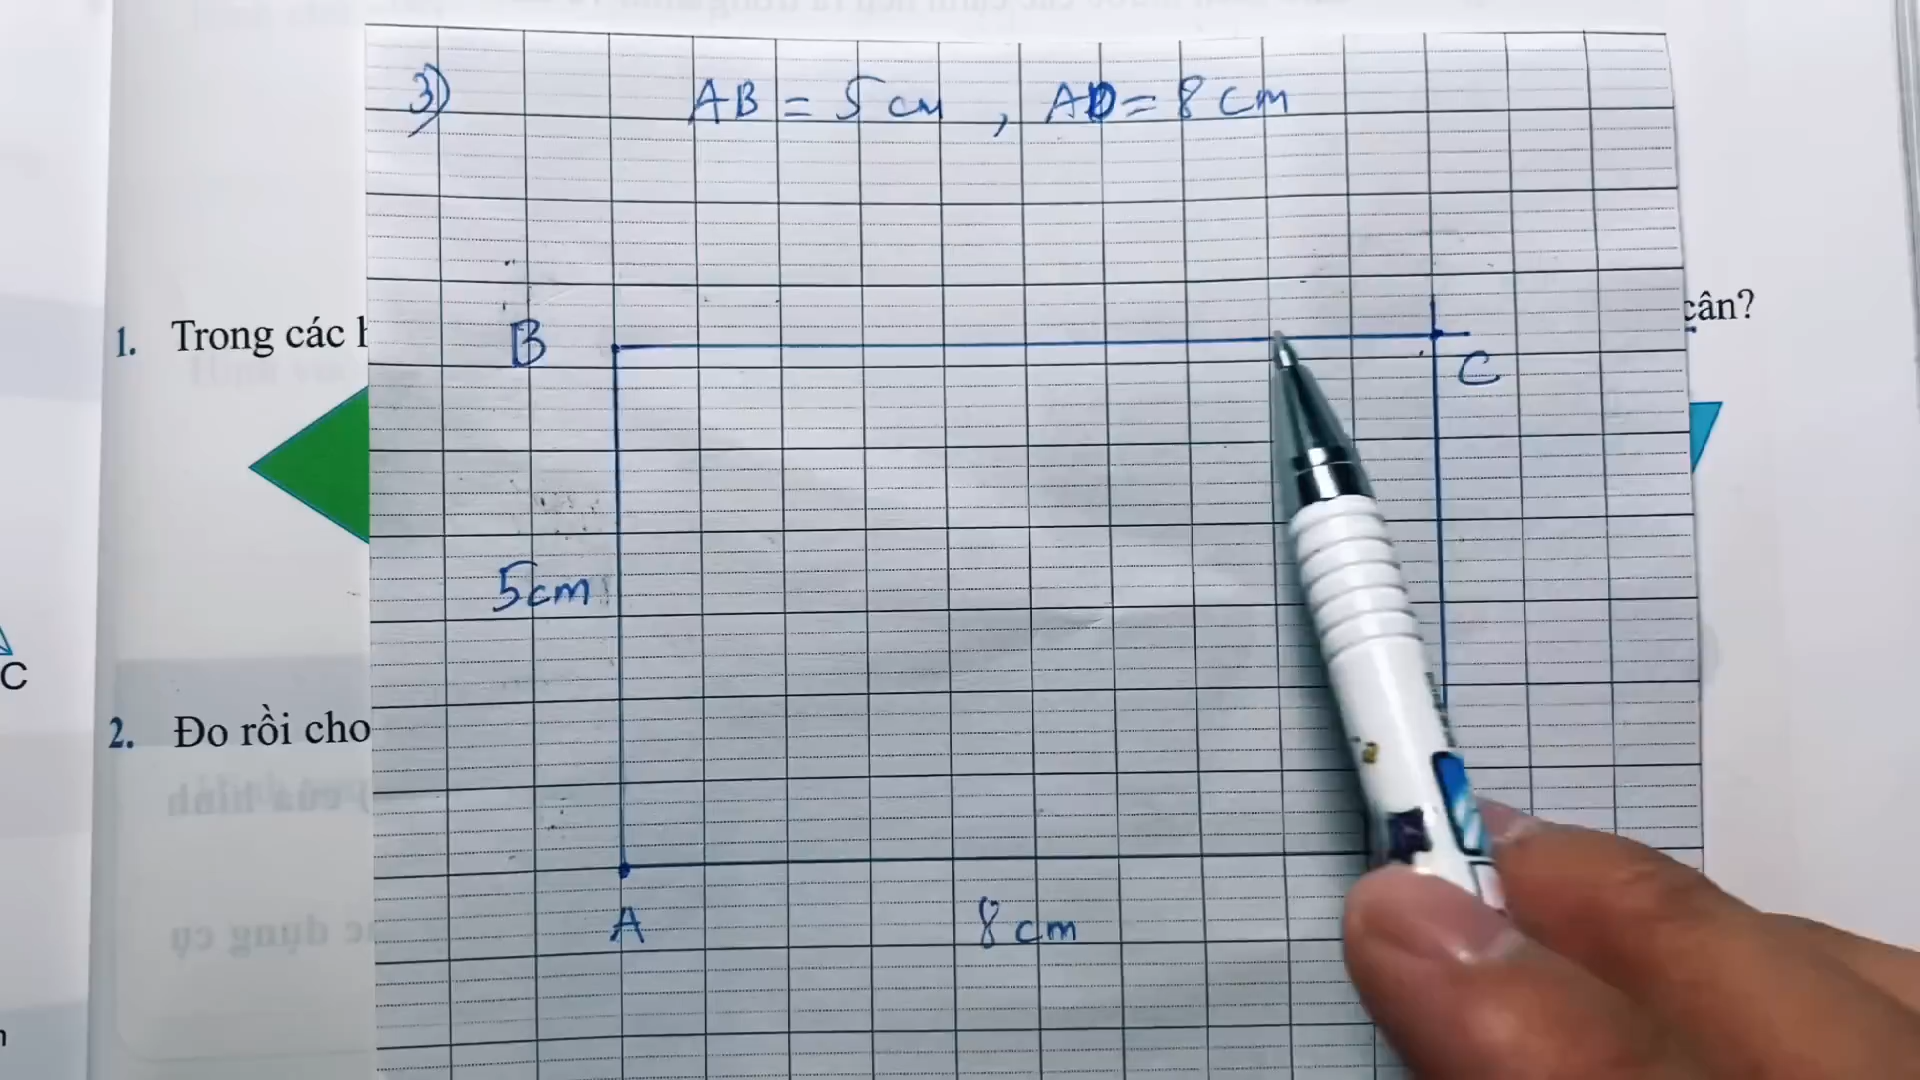 3) AB = 5 cm , AD = 8 cm
1. Trong các
cân?
B
C
5cm
C
2. Đo rồi cho
A
8 cm